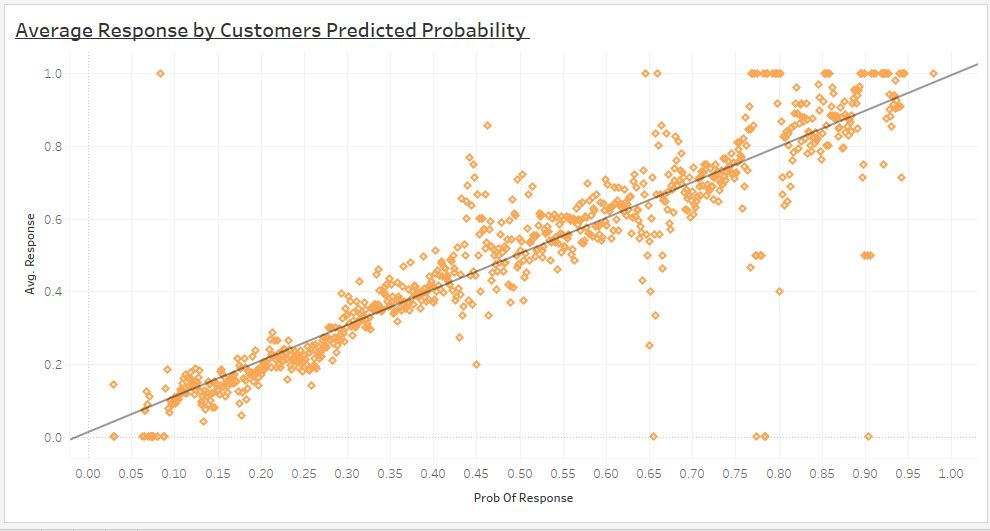 Average Response by Customers Predicted Probability
1.0
0.8
0.6
0.4
0.2
0.0
Avg. Response
0.00 0.05 0.10 0.15 0.20 0.25 0.30 0.35 0.40 0.45 0.50 0.55 0.60 0.65 0.70 0.75 0.80 0.85 0.90 0.95 1.00
Prob Of Response